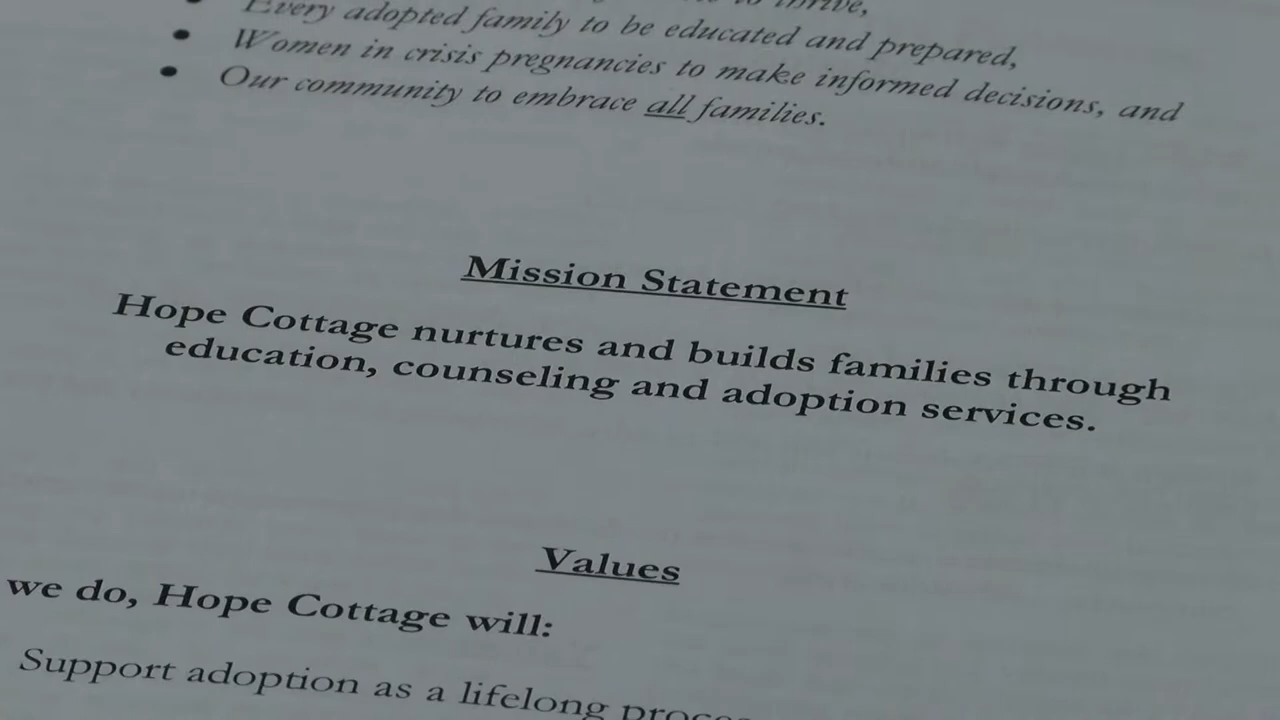 to thrive,
• Every adopted family to be educated and prepared,
• Women in crisis pregnancies to make informed decisions, and
• Our community to embrace all families.
Mission Statement
Hope Cottage nurtures and builds families through
education, counseling and adoption services.
Values
we do, Hope Cottage will:
Support adoption as a lifelong